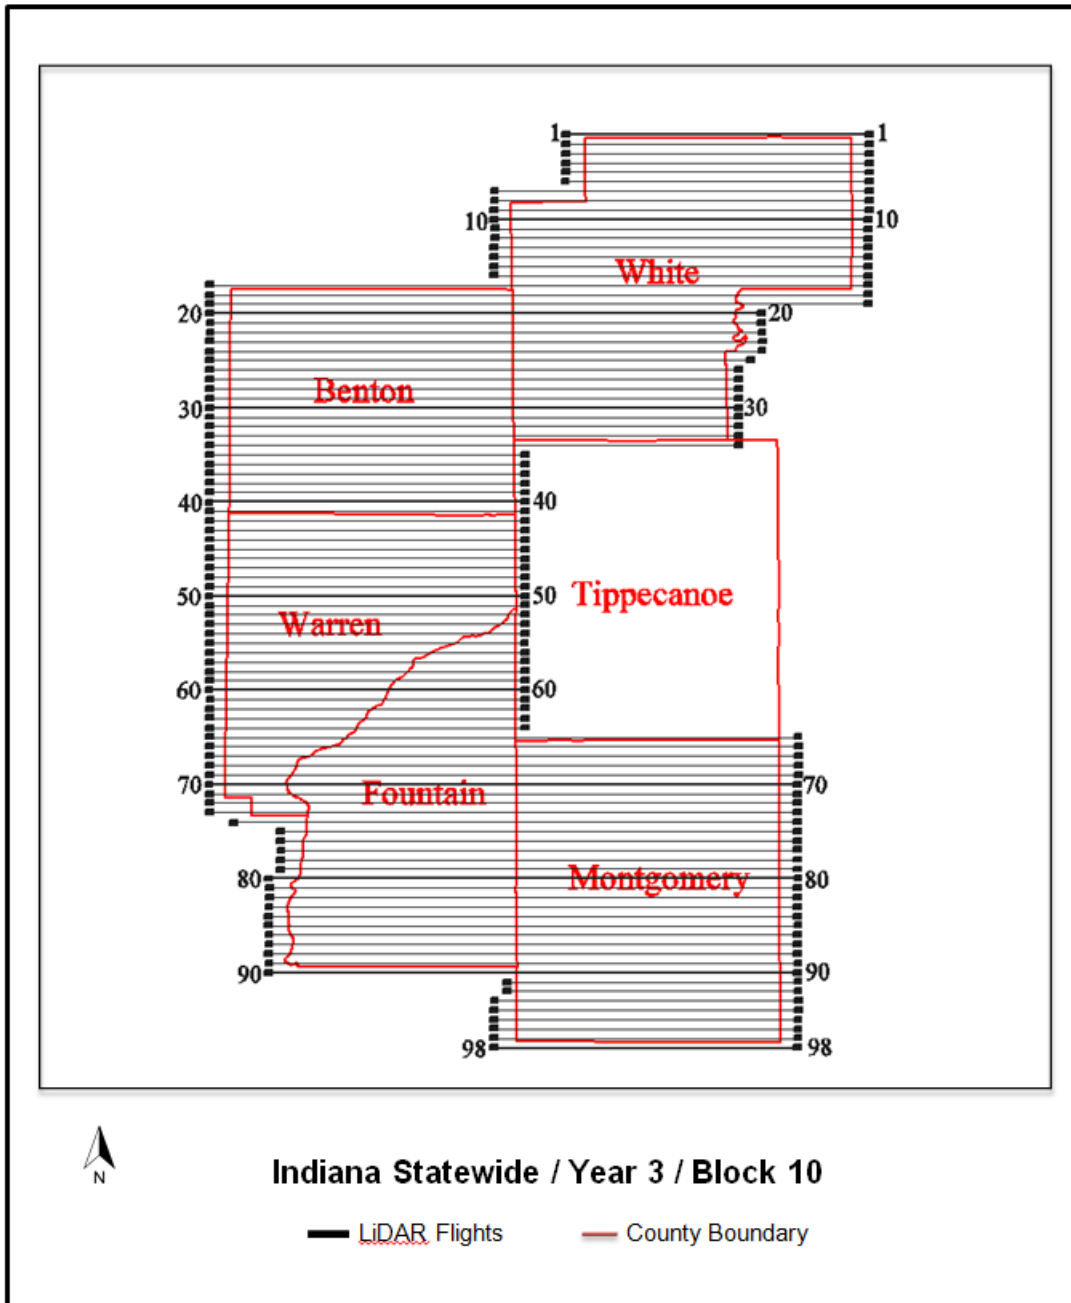 1 1
10 10
White
20 20
Benton
30 30
40 40
50 50
Tippecanoe
Warren
60 60
70 70
Fountain
80 80
Montgomery
90 90
98 98
N
Indiana Statewide / Year 3 / Block 10
LiDAR Flights
County Boundary